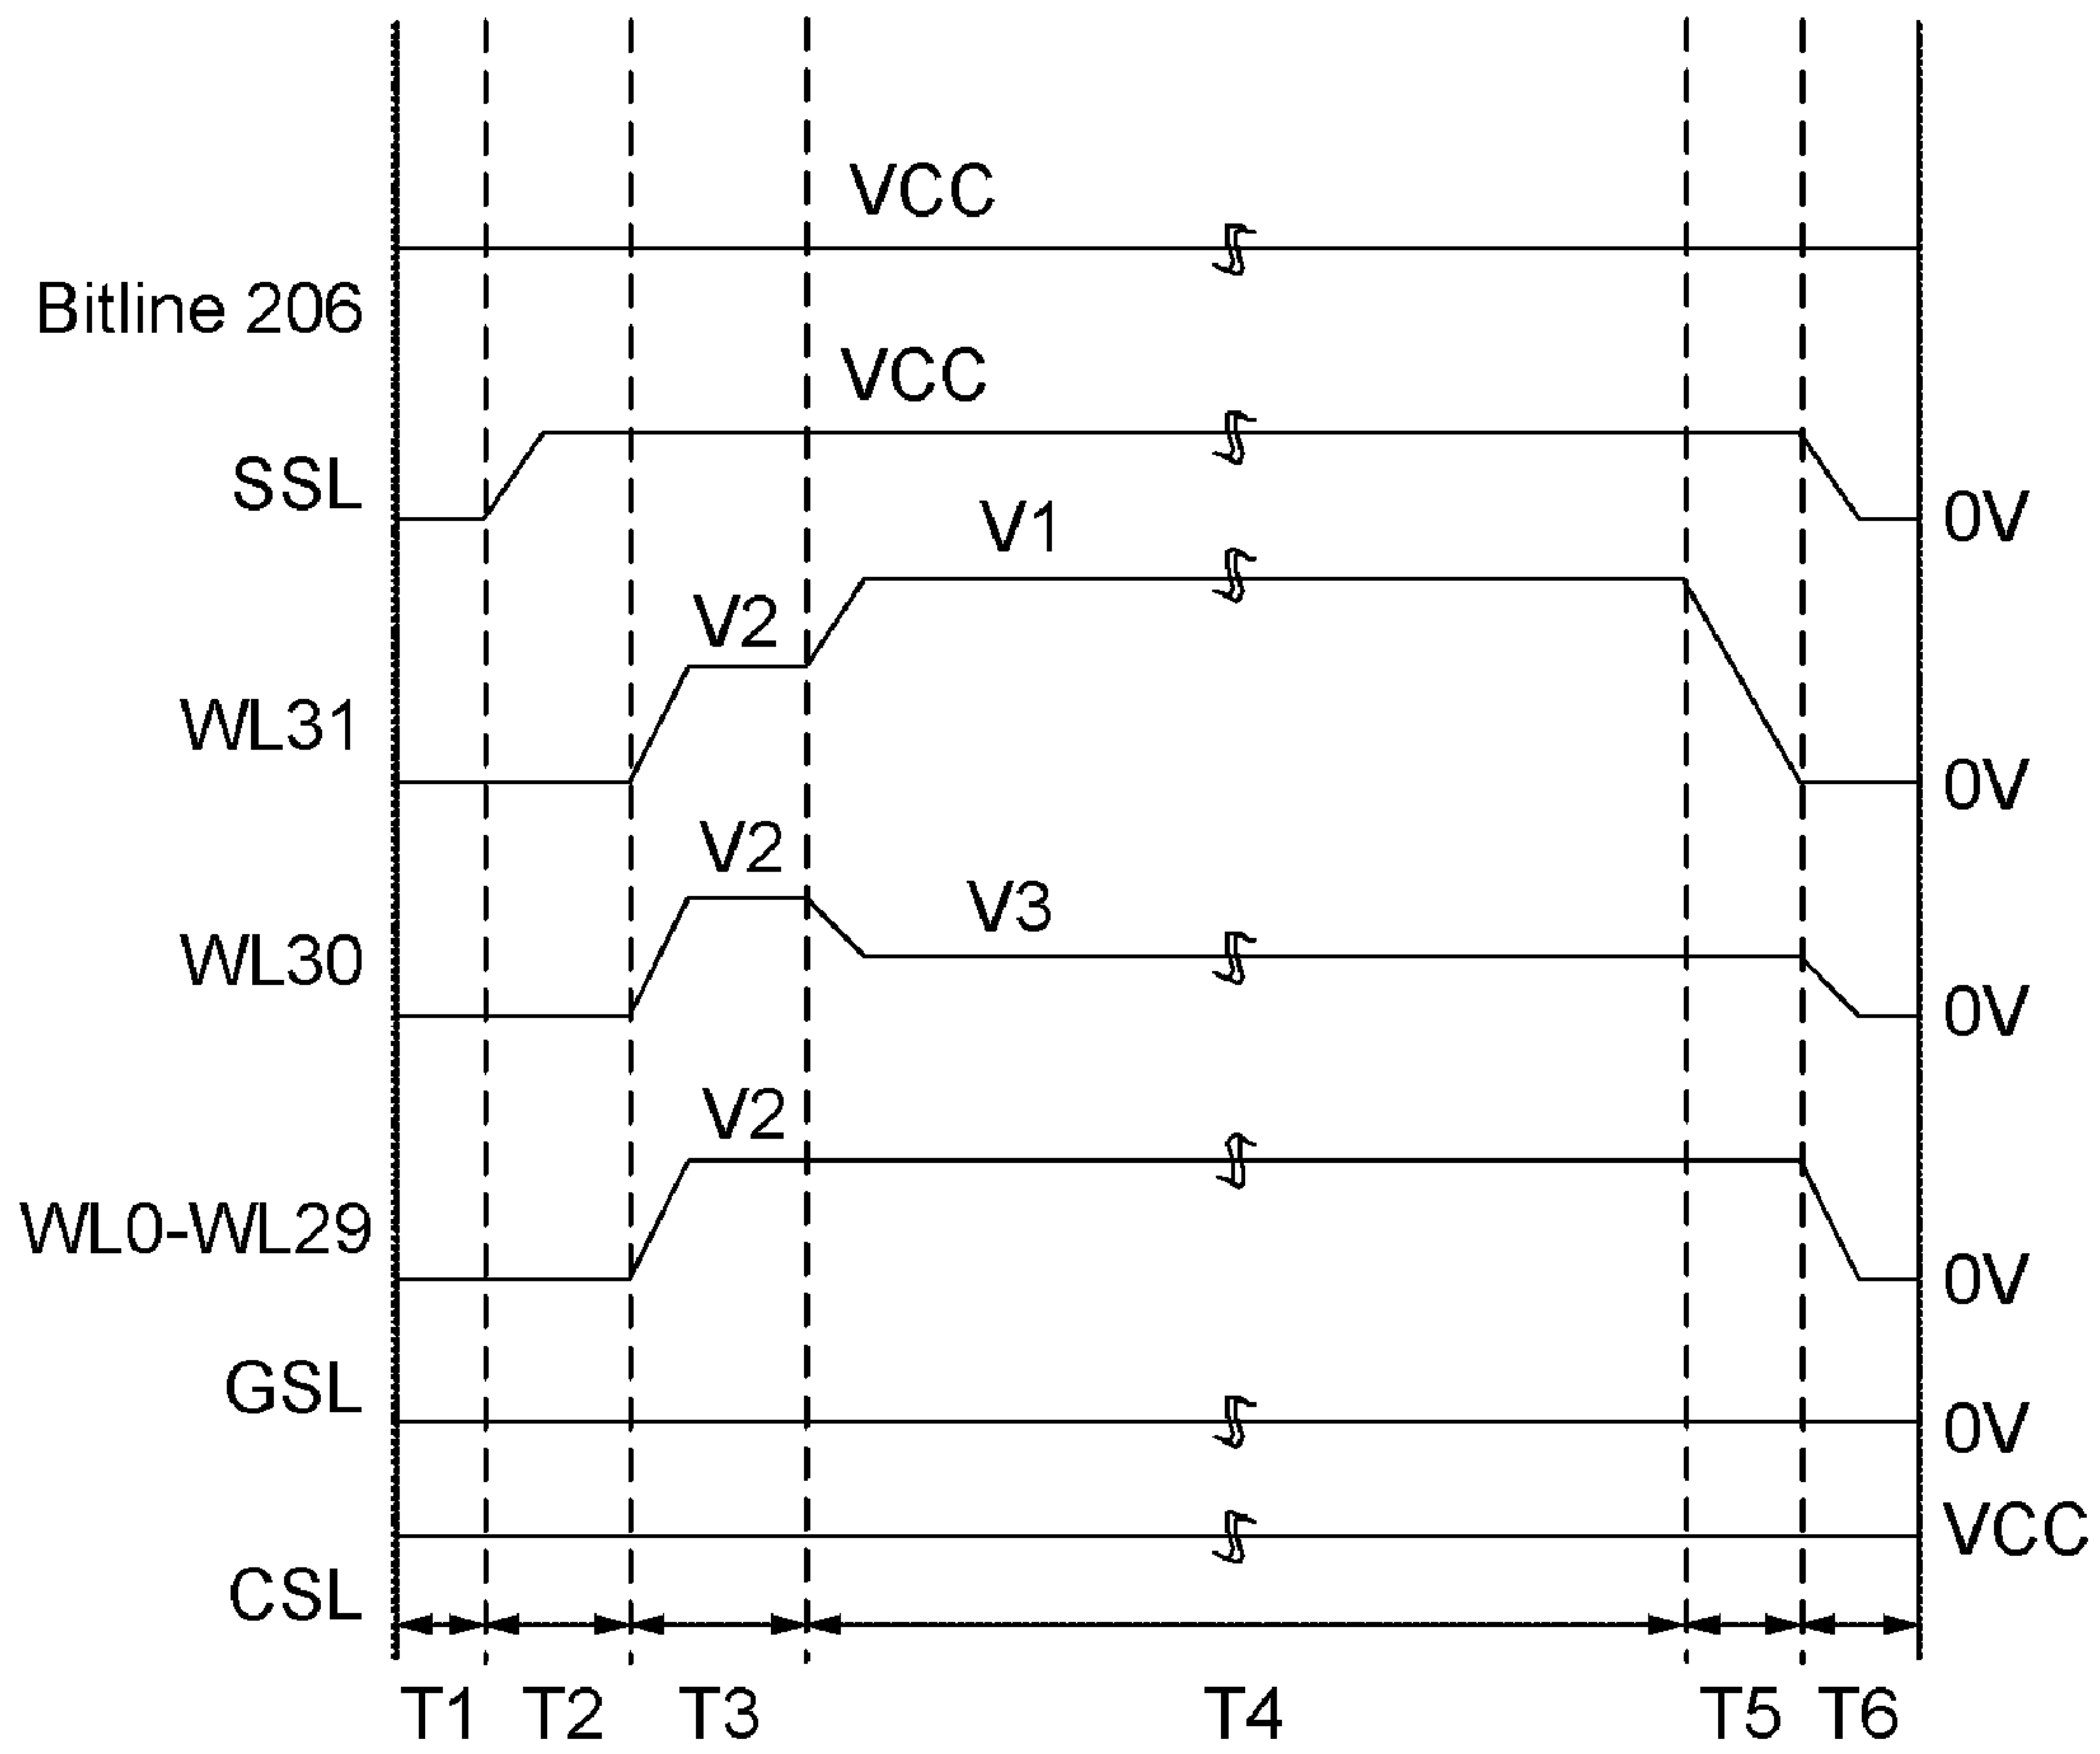 VCC
Bitline 206
VCC
SSL
0V
V1
V2
WL31
0V
V2
V3
WL30
0V
V2
WL0-WL29
0V
GSL
0V
VCC
CSL
T1 T2 T3 T4 T5 T6